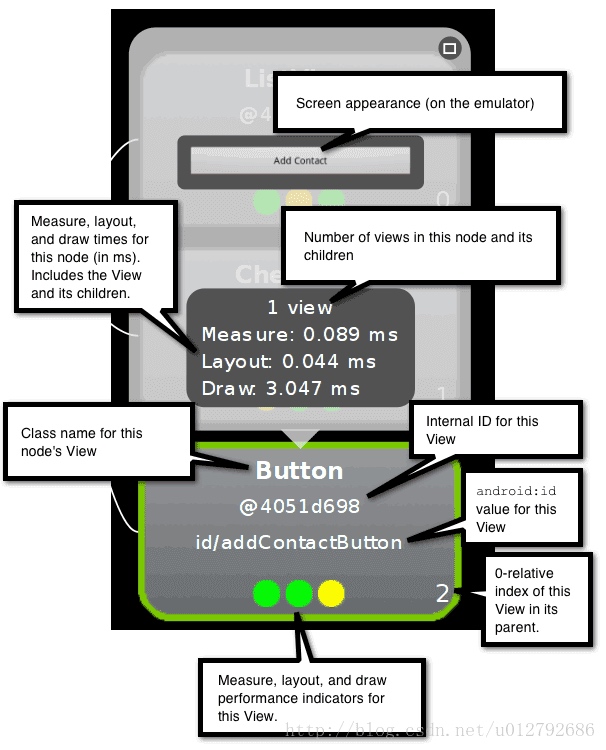 Screen appearance (on the emulator)
Add Contact
0
Measure, layout,
and draw times for
this node (in ms).
Includes the View
and its children.
Number of views in this node and its
children
1 view
Measure: 0.089 ms
Layout: 0.044 ms
Draw: 3.047 ms
1
Class name for this
node's View
Internal ID for this
View
Button
@4051d698
android:id
value for this
View
id/addContactButton
0-relative
index of this
View in its
parent.
2
Measure, layout, and draw
performance indicators for
this View.
http://blog.csdn.net/u012792686